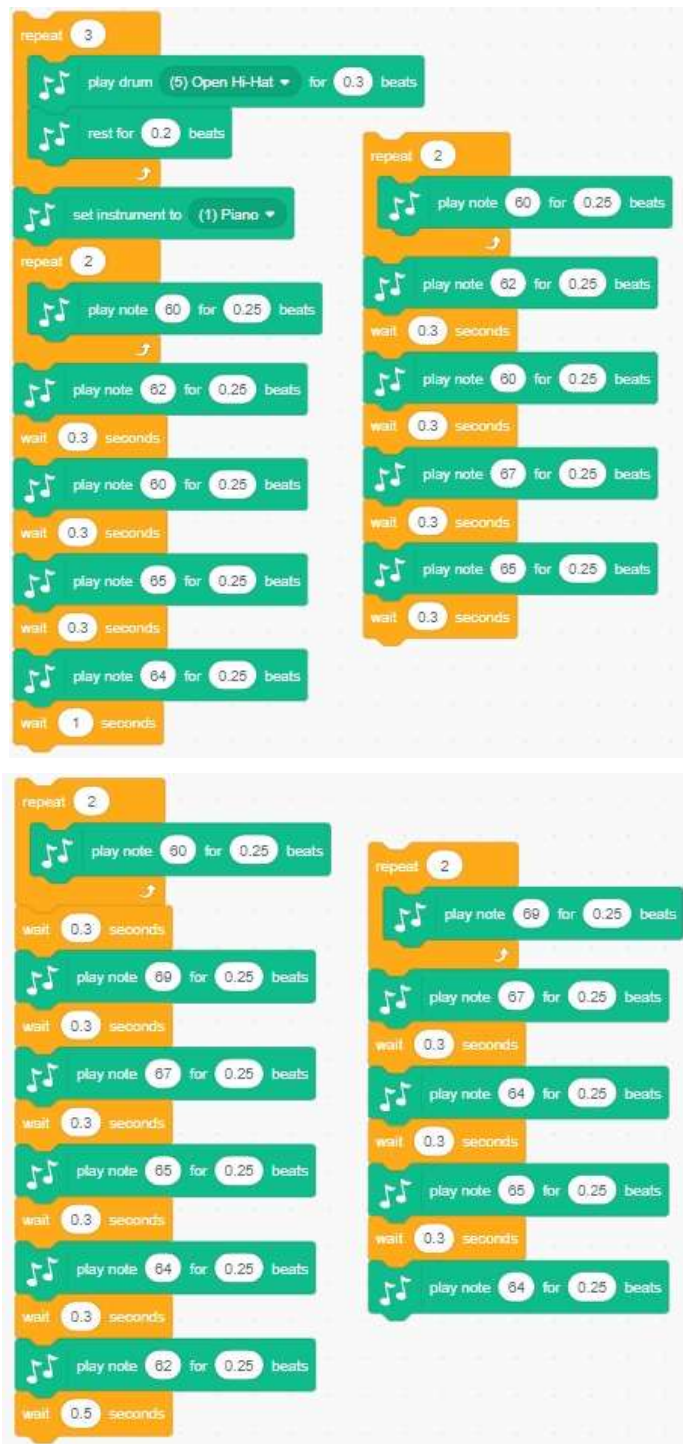 repeat 3
play drum (5) Open Hi-Hat for 0.3 beats
rest for 0.2 beats
set instrument to (1) Piano
repeat 2
play note 60 for 0.25 beats
play note 62 for 0.25 beats
wait 0.3 seconds
play note 60 for 0.25 beats
wait 0.3 seconds
play note 65 for 0.25 beats
wait 0.3 seconds
play note 64 for 0.25 beats
wait 1 seconds
repeat 2
play note 60 for 0.25 beats
play note 62 for 0.25 beats
wait 0.3 seconds
play note 60 for 0.25 beats
wait 0.3 seconds
play note 67 for 0.25 beats
wait 0.3 seconds
play note 65 for 0.25 beats
wait 0.3 seconds
repeat 2
play note 60 for 0.25 beats
wait 0.3 seconds
play note 69 for 0.25 beats
wait 0.3 seconds
play note 67 for 0.25 beats
wait 0.3 seconds
play note 65 for 0.25 beats
wait 0.3 seconds
play note 64 for 0.25 beats
wait 0.3 seconds
play note 62 for 0.25 beats
wait 0.5 seconds
repeat 2
play note 69 for 0.25 beats
play note 67 for 0.25 beats
wait 0.3 seconds
play note 64 for 0.25 beats
wait 0.3 seconds
play note 65 for 0.25 beats
wait 0.3 seconds
play note 64 for 0.25 beats